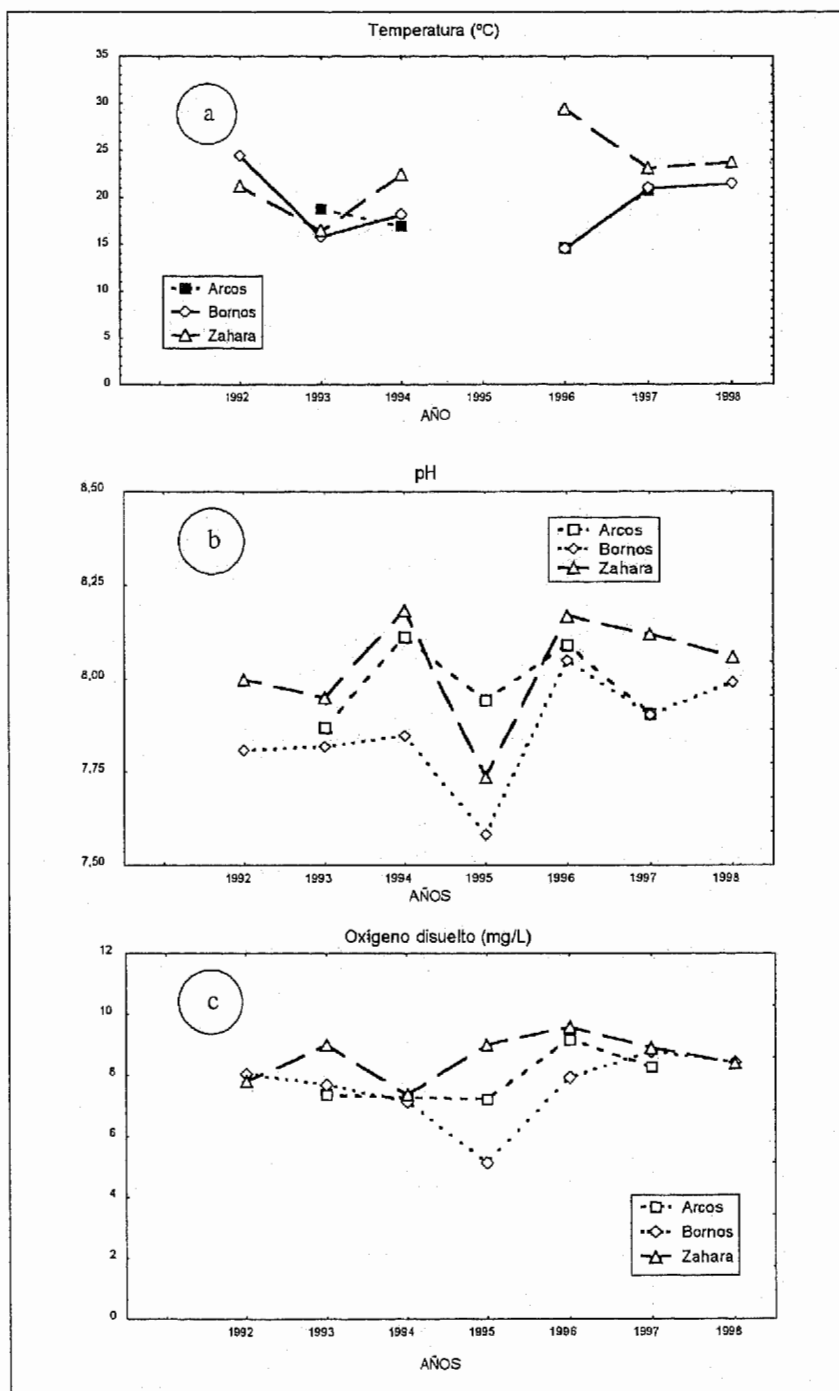 Temperatura (ºC)
35
30
25
20
15
10
5
0
a
Arcos
Bornos
Zahara
1992 1993 1994 1995 1996 1997 1998
AÑO
pH
8,50
8,25
8,00
7,75
7,50
b
Arcos
Bornos
Zahara
1992 1993 1994 1995 1996 1997 1998
AÑOS
Oxígeno disuelto (mg/L)
12
10
8
6
4
2
0
c
Arcos
Bornos
Zahara
1992 1993 1994 1995 1996 1997 1998
AÑOS